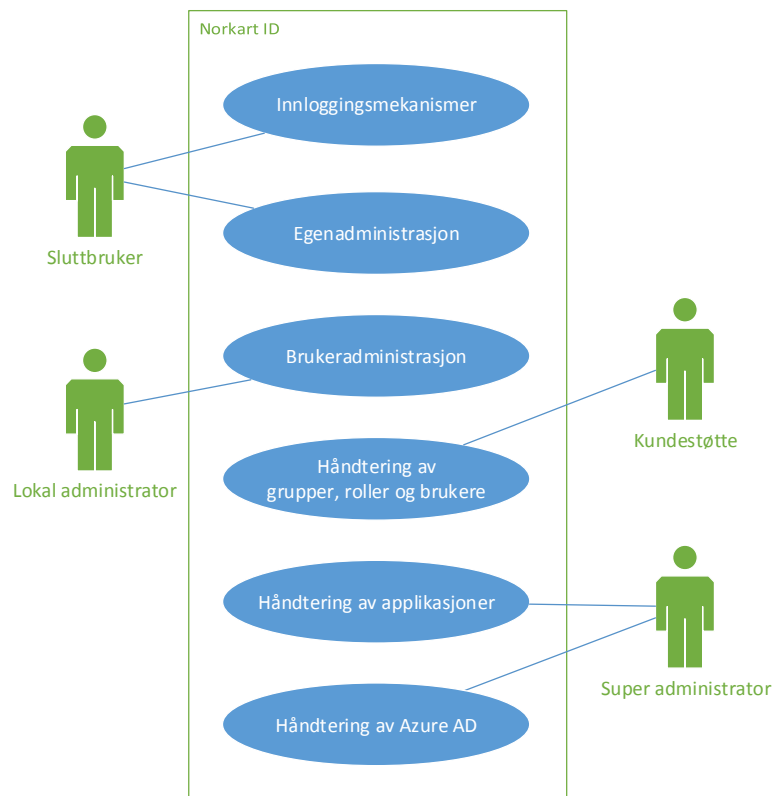 Norkart ID
Innloggingsmekanismer
Egenadministrasjon
Sluttbruker
Brukeradministrasjon
Lokal administrator
Kundestøtte
Håndtering av
grupper, roller og brukere
Håndtering av applikasjoner
Super administrator
Håndtering av Azure AD